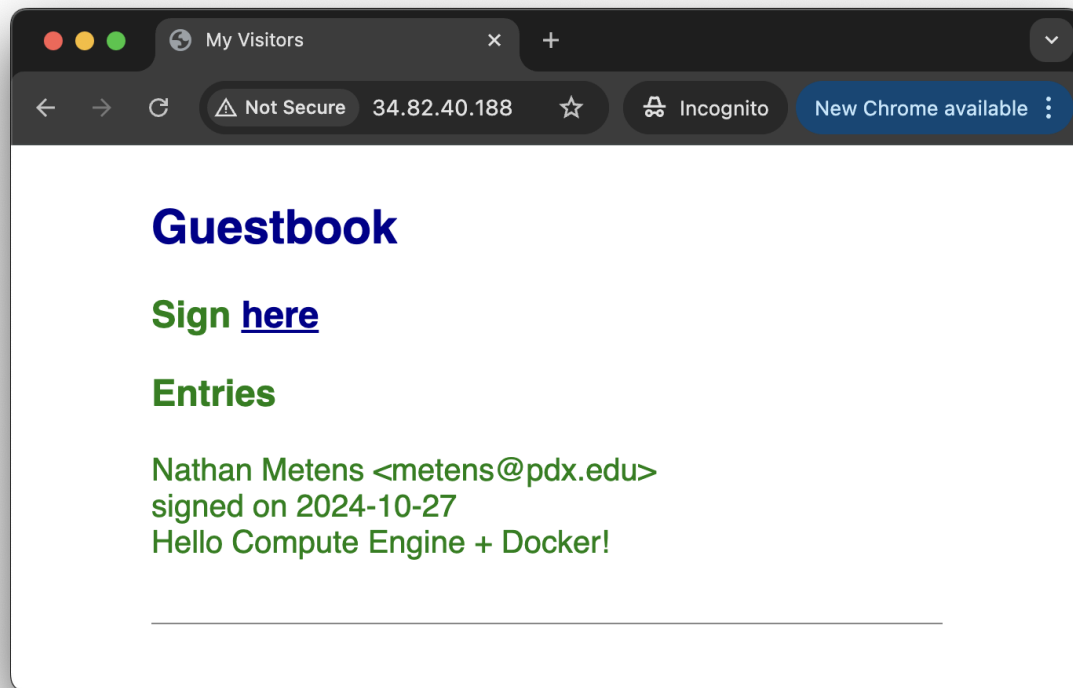 My Visitors
Not Secure
34.82.40.188
Incognito
New Chrome available
Guestbook
Sign here
Entries
Nathan Metens <metens@pdx.edu>
signed on 2024-10-27
Hello Compute Engine + Docker!